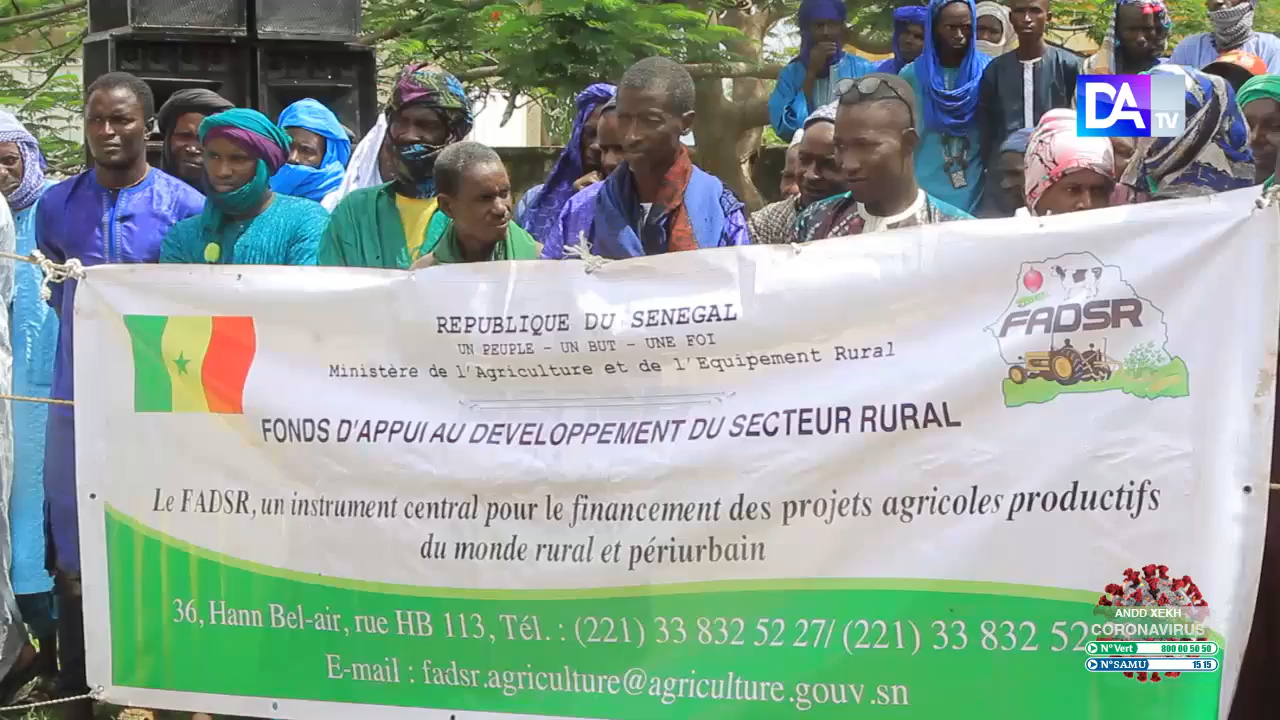 DA TV
REPUBLIQUE DU SENEGAL
UN PEUPLE - UN BUT - UNE FOI
Ministère de l'Agriculture et de l'Equipement Rural
FADSR
FONDS D'APPUI AU DEVELOPPEMENT DU SECTEUR RURAL
Le FADSR, un instrument central pour le financement des projets agricoles productifs
du monde rural et périurbain
36, Hann Bel-air, rue HB 113, Tél. : (221) 33 832 52 27/ (221) 33 832 52
E-mail : fadsr.agriculture@agriculture.gouv.sn
ANDD XEKH
CORONAVIRUS
N°Vert 800 00 50 50
N°SAMU 15 15